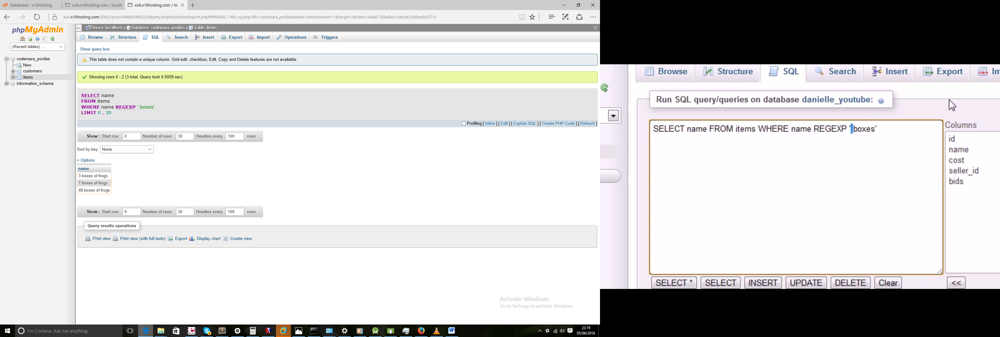 Databases - x10Hosting
xo6.x10hosting.com / localh
xo6.x10hosting.com / lo
xo6.x10hosting.com:2083/cpsess9446659933/3rdparty/phpMyAdmin/import.php#PMAURL-7:tbl_sql.php?db=codemara_povilas&table=items&server=1&target=&token=60ae7763a8acc1decab25a9ec9e2371c
phpMyAdmin
(Recent tables) ...
codemara_povilas
New
customers
items
information_schema
Server: localhost » Database: codemara_povilas » Table: items
Browse Structure SQL Search Insert Export Import Operations Triggers
Show query box
This table does not contain a unique column. Grid edit, checkbox, Edit, Copy and Delete features are not available.
Showing rows 0 - 2 (3 total, Query took 0.0009 sec)
SELECT name
FROM items
WHERE name REGEXP '.boxes'
LIMIT 0 , 30
Profiling [ Inline ] [ Edit ] [ Explain SQL ] [ Create PHP Code ] [ Refresh ]
Show : Start row: 0 Number of rows: 30 Headers every 100 rows
Sort by key: None
+ Options
name
3 boxes of frogs
7 boxes of frogs
48 boxes of frogs
Show : Start row: 0 Number of rows: 30 Headers every 100 rows
Query results operations
Print view Print view (with full texts) Export Display chart Create view
Activate Windows
Go to Settings to activate Windows.
I'm Cortana. Ask me anything.
22:19
05/06/2016
Browse Structure SQL Search Insert Export Im
Run SQL query/queries on database danielle_youtube:
SELECT name FROM items WHERE name REGEXP '.boxes'
Columns
id
name
cost
seller_id
bids
SELECT * SELECT INSERT UPDATE DELETE Clear <<